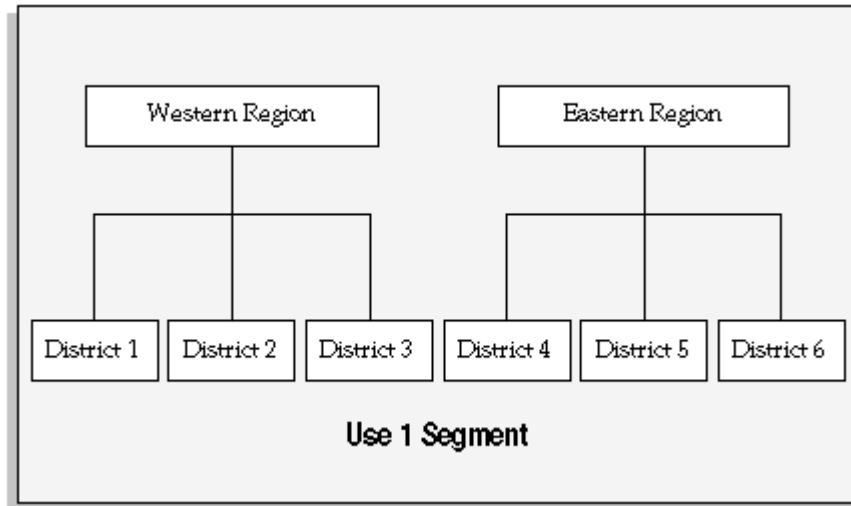 Western Region
Eastern Region
District 1
District 2
District 3
District 4
District 5
District 6
Use 1 Segment